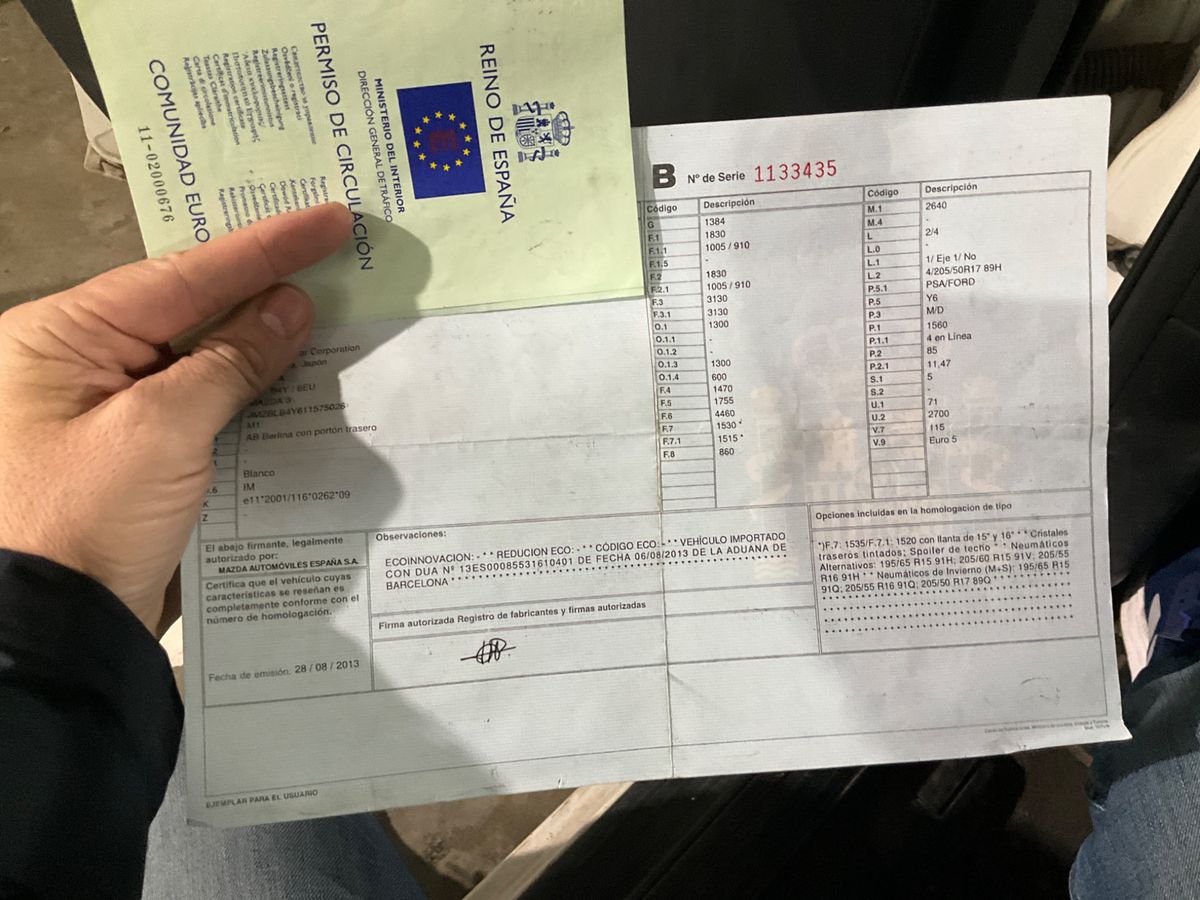 REINO DE ESPAÑA
MINISTERIO DEL INTERIOR
DIRECCIÓN GENERAL DE TRÁFICO
PERMISO DE CIRCULACIÓN
COMUNIDAD EURO
11-02000676
B Nº de Serie 1133435
Código Descripción Código Descripción
G 1384 M.1 2640
F.1 1830 M.4 -
F.1.1 1005 / 910 L 2/4
F.1.5 - L.0 -
F.2 1830 L.1 1/ Eje 1/ No
F.2.1 1005 / 910 L.2 4/205/50R17 89H
F.3 3130 P.5.1 PSA/FORD
F.3.1 3130 P.5 Y6
O.1 1300 P.3 M/D
O.1.1 - P.1 1560
O.1.2 - P.1.1 4 en Línea
O.1.3 1300 P.2 85
O.1.4 600 P.2.1 11,47
F.4 1470 S.1 5
F.5 1755 S.2 -
F.6 4460 U.1 71
F.7 1530 * U.2 2700
F.7.1 1515 * V.7 115
F.8 860 V.9 Euro 5
Corporation
Japón
MAZDA 3
M1
AB Berlina con portón trasero
-
Blanco
.6 IM
K e11*2001/116*0262*09
Z -
El abajo firmante, legalmente
autorizado por:
MAZDA AUTOMÓVILES ESPAÑA S.A.
Certifica que el vehículo cuyas
características se reseñan es
completamente conforme con el
número de homologación.
Fecha de emisión: 28 / 08 / 2013
Observaciones:
ECOINNOVACION: - * * REDUCION ECO: - * * CÓDIGO ECO: - * * VEHÍCULO IMPORTADO
CON DUA Nº 13ES00085531610401 DE FECHA 06/08/2013 DE LA ADUANA DE
BARCELONA
Firma autorizada Registro de fabricantes y firmas autorizadas
Opciones incluidas en la homologación de tipo
*)F.7: 1535/F.7.1: 1520 con llanta de 15" y 16" * * Cristales
traseros tintados; Spoiler de techo * * Neumáticos
Alternativos: 195/65 R15 91H; 205/60 R15 91V; 205/55
R16 91H * * Neumáticos de Invierno (M+S): 195/65 R15
91Q; 205/55 R16 91Q; 205/50 R17 89Q
EJEMPLAR PARA EL USUARIO